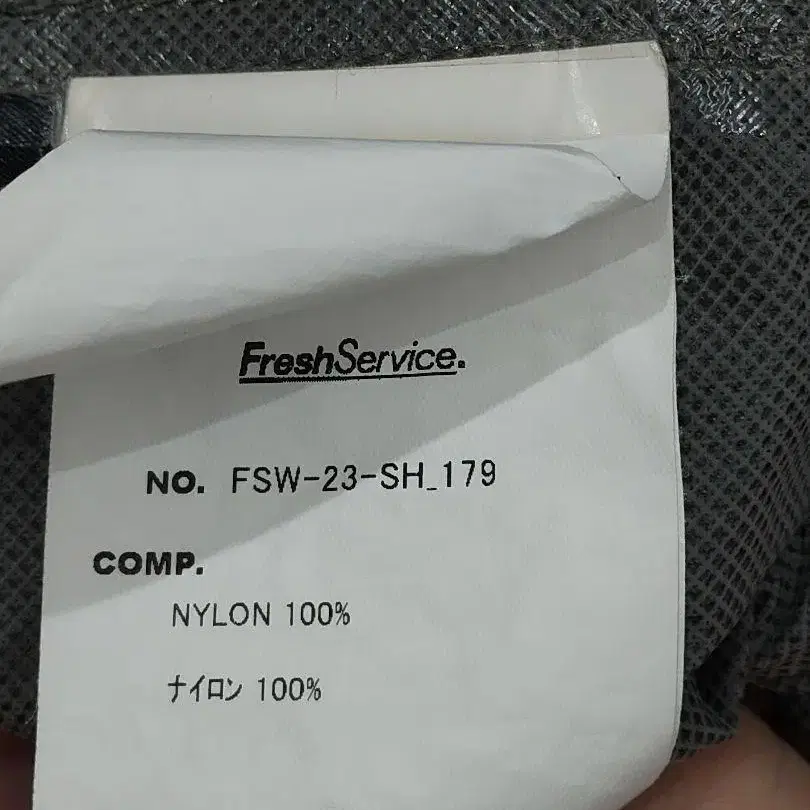 FreshService.
NO. FSW-23-SH_179
COMP.
NYLON 100%
ナイロン 100%